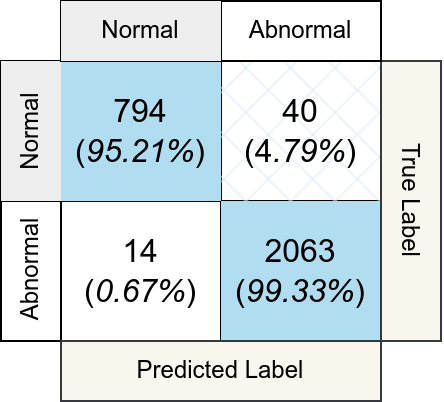 Normal
Abnormal
Normal
794
(95.21%)
40
(4.79%)
True Label
Abnormal
14
(0.67%)
2063
(99.33%)
Predicted Label